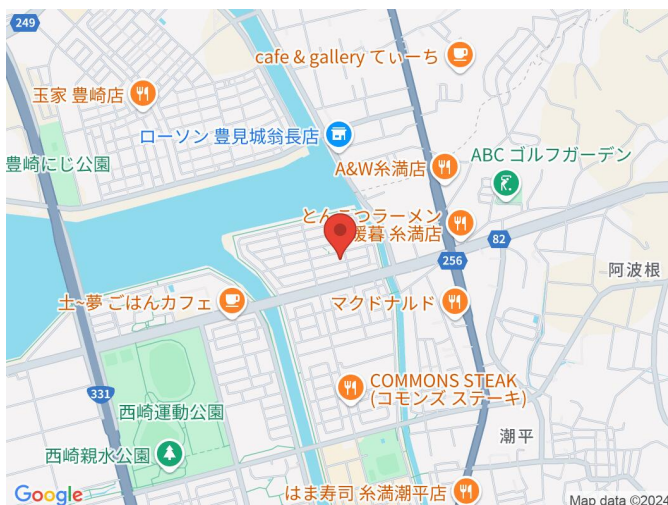 249
cafe & gallery てぃーち
玉家 豊崎店
ローソン 豊見城翁長店
豊崎にじ公園
A&W糸満店
ABC ゴルフガーデン
とんこつラーメン
暖暮 糸満店
82
256
阿波根
土~夢 ごはんカフェ
マクドナルド
331
COMMONS STEAK
(コモンズ ステーキ)
西崎運動公園
潮平
西崎親水公園
はま寿司 糸満潮平店
Google
Map data ©2024